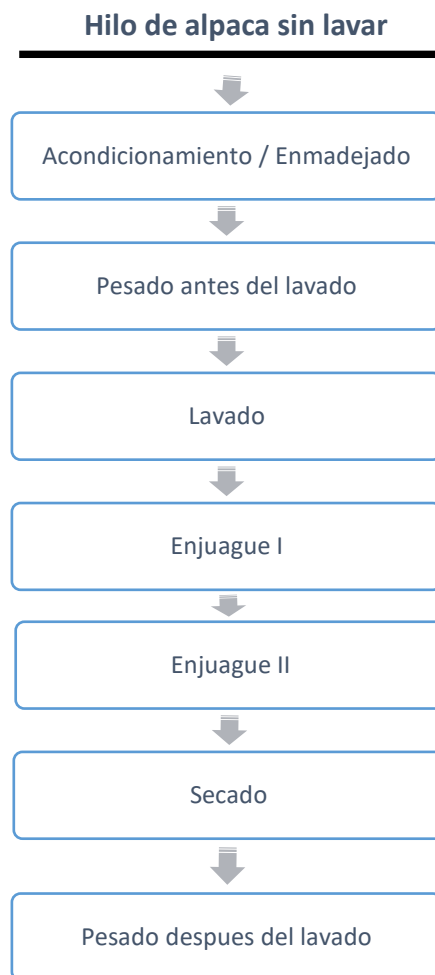 Hilo de alpaca sin lavar
Acondicionamiento / Enmadejado
Pesado antes del lavado
Lavado
Enjuague I
Enjuague II
Secado
Pesado despues del lavado